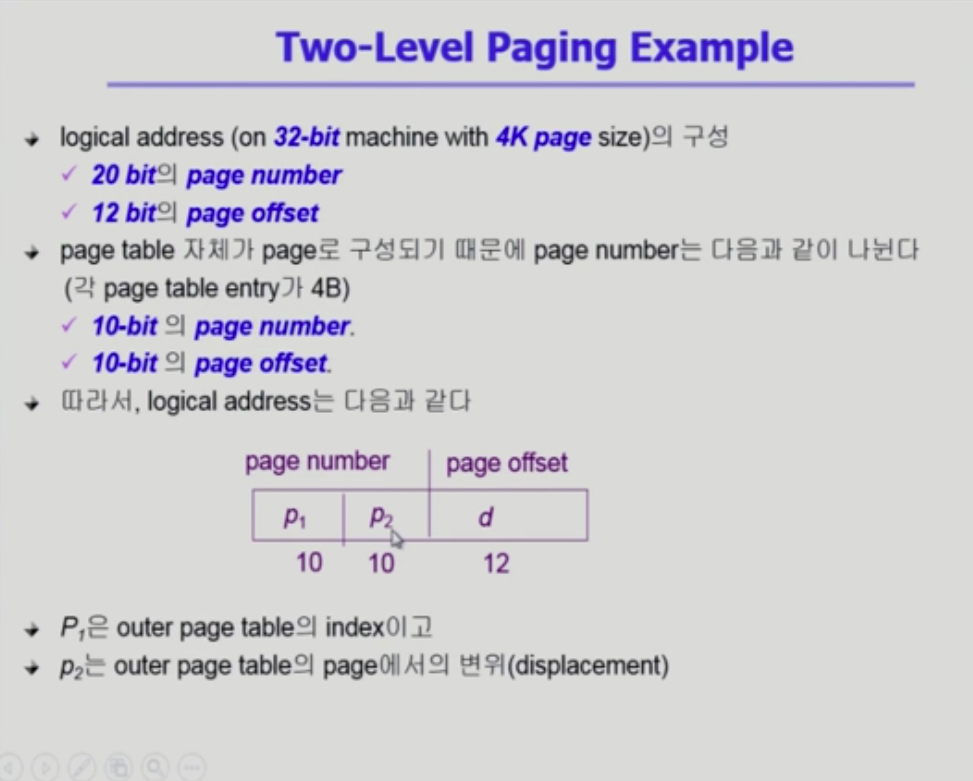 Two-Level Paging Example
logical address (on 32-bit machine with 4K page size)의 구성
20 bit의 page number
12 bit의 page offset
page table 자체가 page로 구성되기 때문에 page number는 다음과 같이 나뉜다
(각 page table entry가 4B)
10-bit 의 page number.
10-bit 의 page offset.
따라서, logical address는 다음과 같다
page number page offset
p1 p2 d
10 10 12
P1은 outer page table의 index이고
p2는 outer page table의 page에서의 변위(displacement)